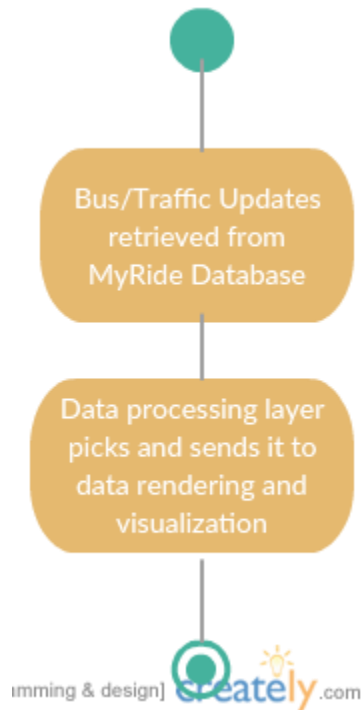 Bus/Traffic Updates
retrieved from
MyRide Database
Data processing layer
picks and sends it to
data rendering and
visualization
& design] creately.com